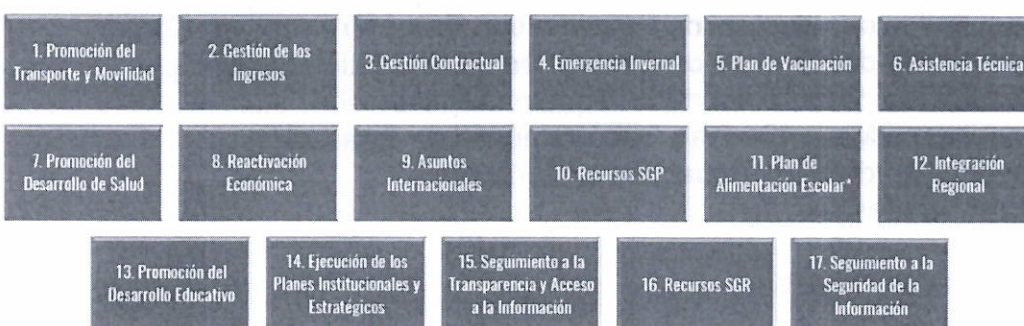 1. Promoción del
Transporte y Movilidad
2. Gestión de los
Ingresos
3. Gestión Contractual
4. Emergencia Invernal
5. Plan de Vacunación
6. Asistencia Técnica
7. Promoción del
Desarrollo de Salud
8. Reactivación
Económica
9. Asuntos
Internacionales
10. Recursos SGP
11. Plan de
Alimentación Escolar*
12. Integración
Regional
13. Promoción del
Desarrollo Educativo
14. Ejecución de los
Planes Institucionales y
Estratégicos
15. Seguimiento a la
Transparencia y Acceso
a la Información
16. Recursos SGR
17. Seguimiento a la
Seguridad de la
Información